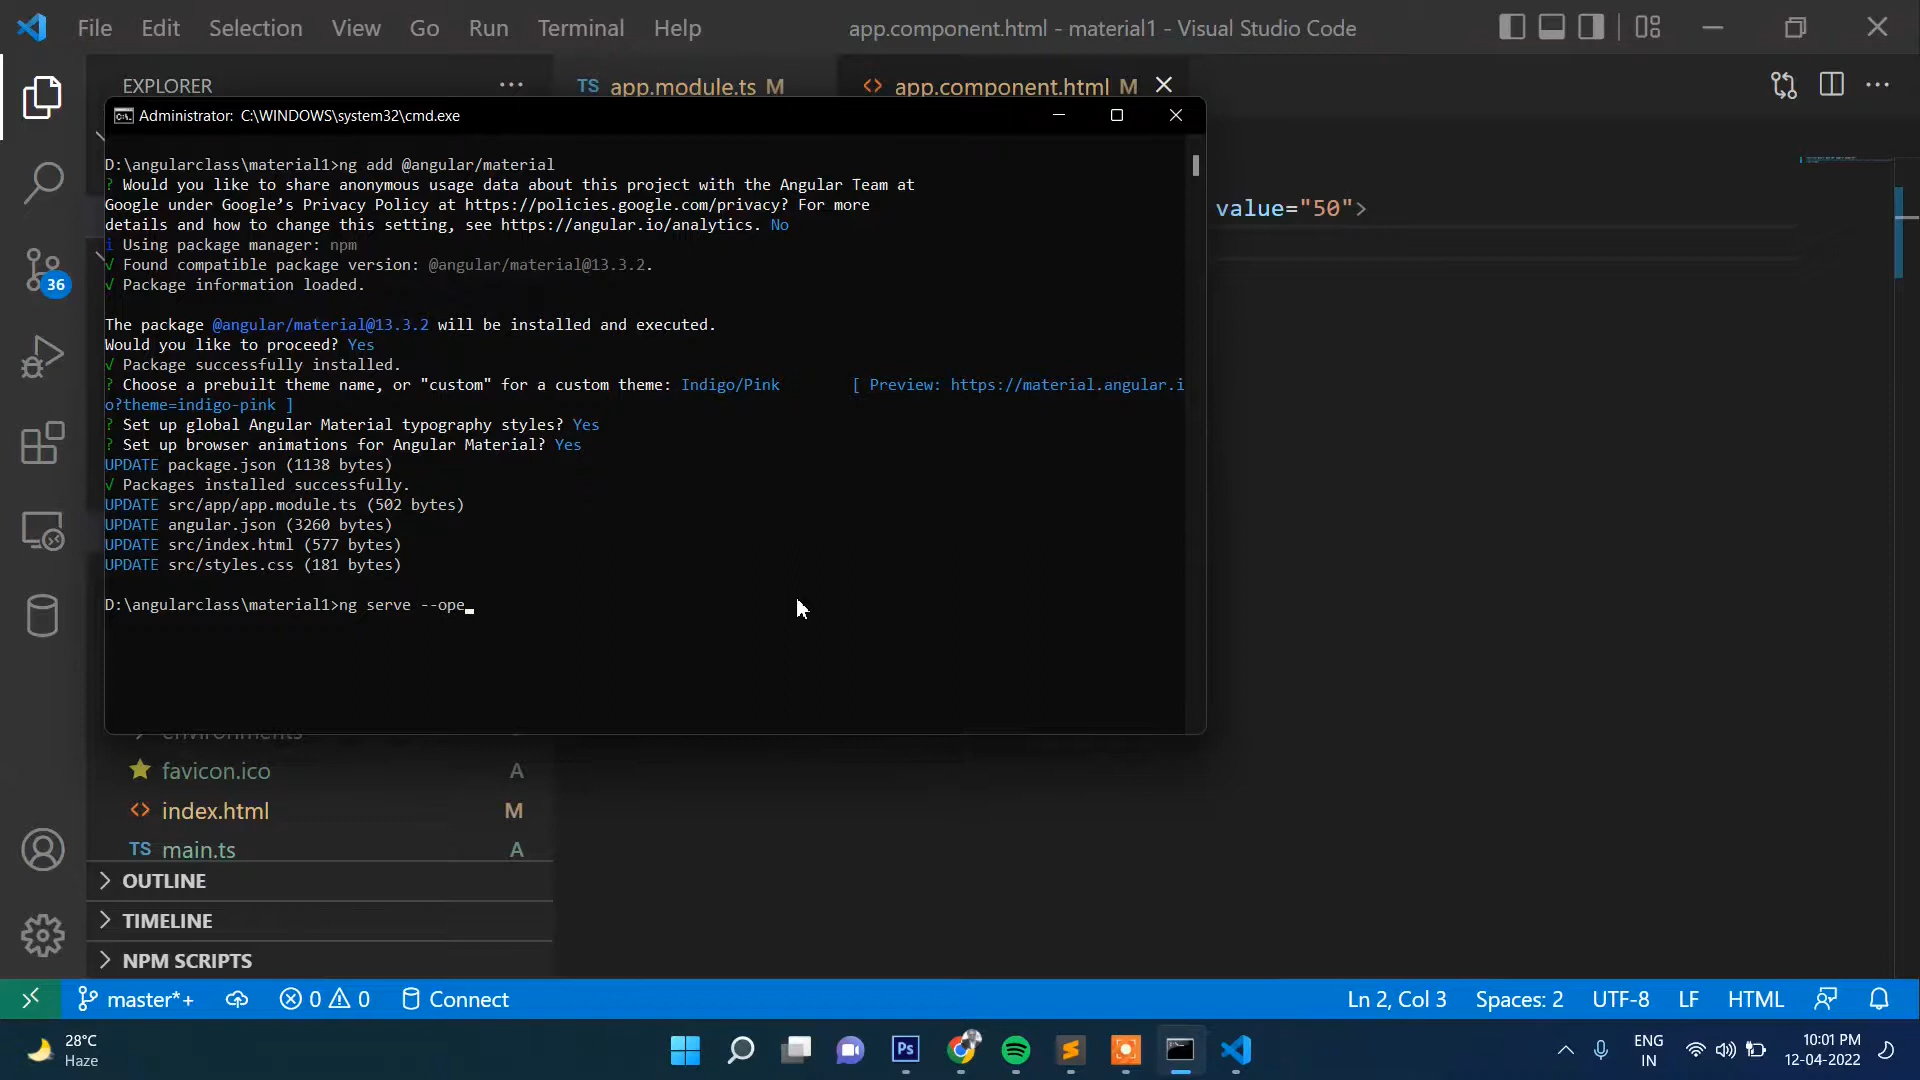 File Edit Selection View Go Run Terminal Help
app.component.html - material1 - Visual Studio Code
EXPLORER
TS app.module.ts M
<> app.component.html M
Administrator: C:\WINDOWS\system32\cmd.exe
D:\angularclass\material1>ng add @angular/material
? Would you like to share anonymous usage data about this project with the Angular Team at
Google under Google’s Privacy Policy at https://policies.google.com/privacy? For more
details and how to change this setting, see https://angular.io/analytics. No
i Using package manager: npm
√ Found compatible package version: @angular/material@13.3.2.
√ Package information loaded.
The package @angular/material@13.3.2 will be installed and executed.
Would you like to proceed? Yes
√ Package successfully installed.
? Choose a prebuilt theme name, or "custom" for a custom theme: Indigo/Pink        [ Preview: https://material.angular.i
o?theme=indigo-pink ]
? Set up global Angular Material typography styles? Yes
? Set up browser animations for Angular Material? Yes
UPDATE package.json (1138 bytes)
√ Packages installed successfully.
UPDATE src/app/app.module.ts (502 bytes)
UPDATE angular.json (3260 bytes)
UPDATE src/index.html (577 bytes)
UPDATE src/styles.css (181 bytes)
D:\angularclass\material1>ng serve --ope
value="50">
36
environments
favicon.ico A
<> index.html M
TS main.ts A
OUTLINE
TIMELINE
NPM SCRIPTS
master*+
0 0
Connect
Ln 2, Col 3
Spaces: 2
UTF-8
LF
HTML
28°C
Haze
Ps
ENG
IN
10:01 PM
12-04-2022